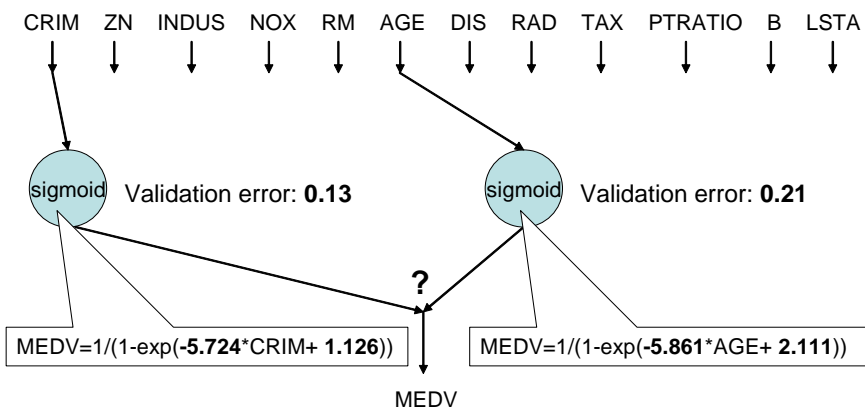 CRIM ZN INDUS NOX RM AGE DIS RAD TAX PTRATIO B LSTA
sigmoid Validation error: 0.13
sigmoid Validation error: 0.21
?
MEDV=1/(1-exp(-5.724*CRIM+ 1.126))
MEDV=1/(1-exp(-5.861*AGE+ 2.111))
MEDV